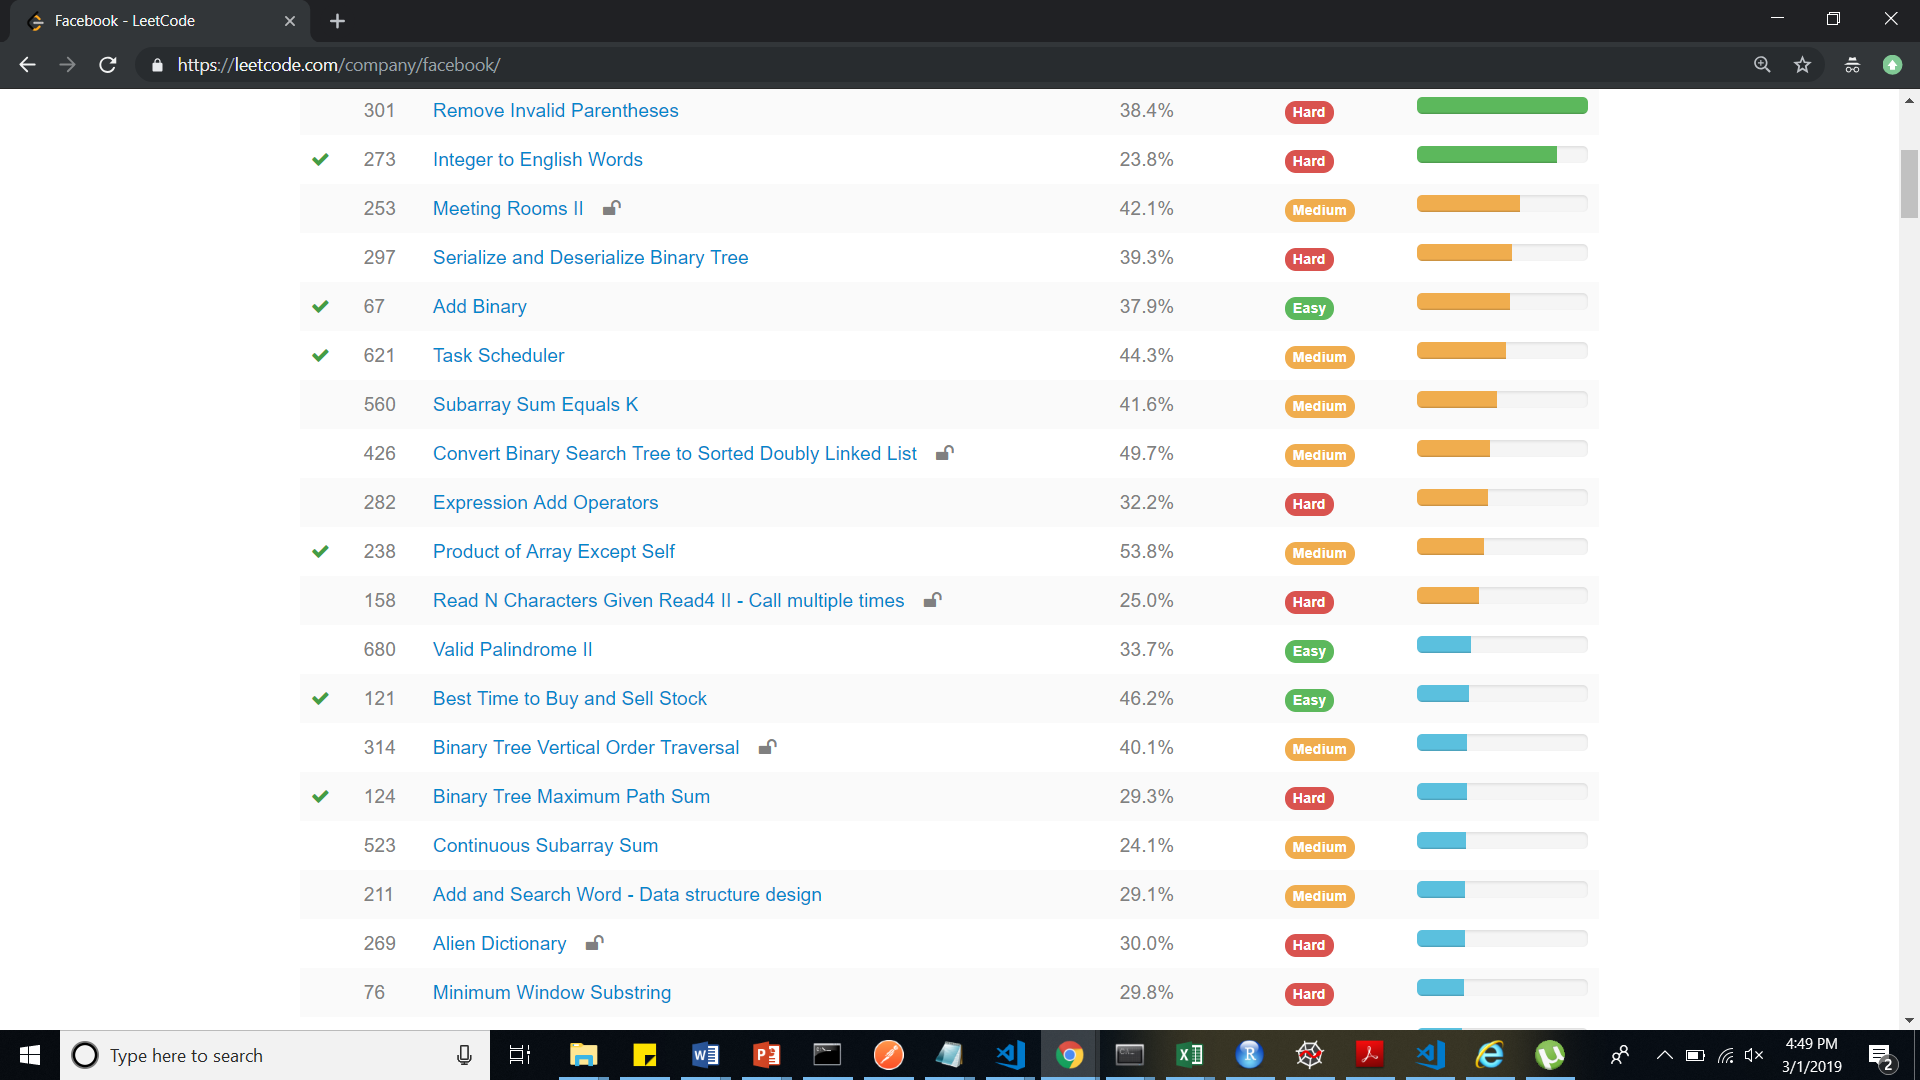 Facebook - LeetCode
https://leetcode.com/company/facebook/
301 Remove Invalid Parentheses 38.4% Hard
273 Integer to English Words 23.8% Hard
253 Meeting Rooms II 42.1% Medium
297 Serialize and Deserialize Binary Tree 39.3% Hard
67 Add Binary 37.9% Easy
621 Task Scheduler 44.3% Medium
560 Subarray Sum Equals K 41.6% Medium
426 Convert Binary Search Tree to Sorted Doubly Linked List 49.7% Medium
282 Expression Add Operators 32.2% Hard
238 Product of Array Except Self 53.8% Medium
158 Read N Characters Given Read4 II - Call multiple times 25.0% Hard
680 Valid Palindrome II 33.7% Easy
121 Best Time to Buy and Sell Stock 46.2% Easy
314 Binary Tree Vertical Order Traversal 40.1% Medium
124 Binary Tree Maximum Path Sum 29.3% Hard
523 Continuous Subarray Sum 24.1% Medium
211 Add and Search Word - Data structure design 29.1% Medium
269 Alien Dictionary 30.0% Hard
76 Minimum Window Substring 29.8% Hard
Type here to search
4:49 PM
3/1/2019
2